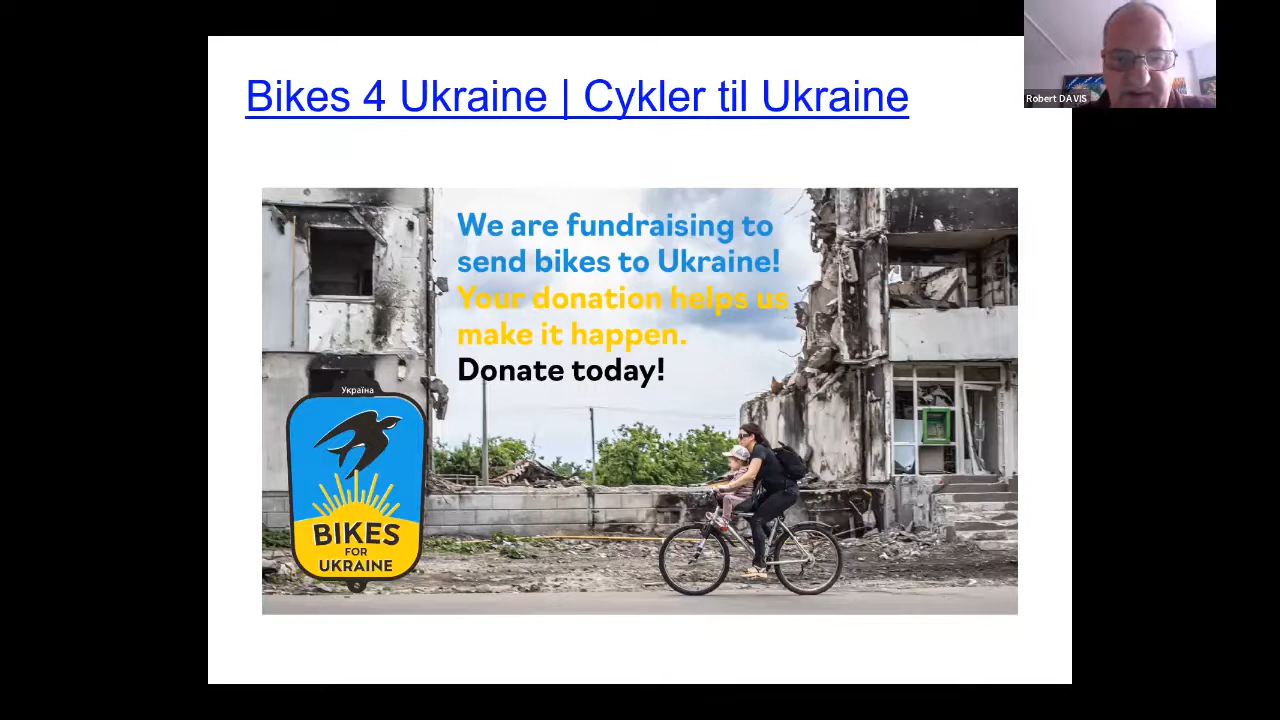 Bikes 4 Ukraine | Cykler til Ukraine
Robert DAVIS
We are fundraising to
send bikes to Ukraine!
Your donation helps us
make it happen.
Donate today!
Україна
BIKES
FOR
UKRAINE